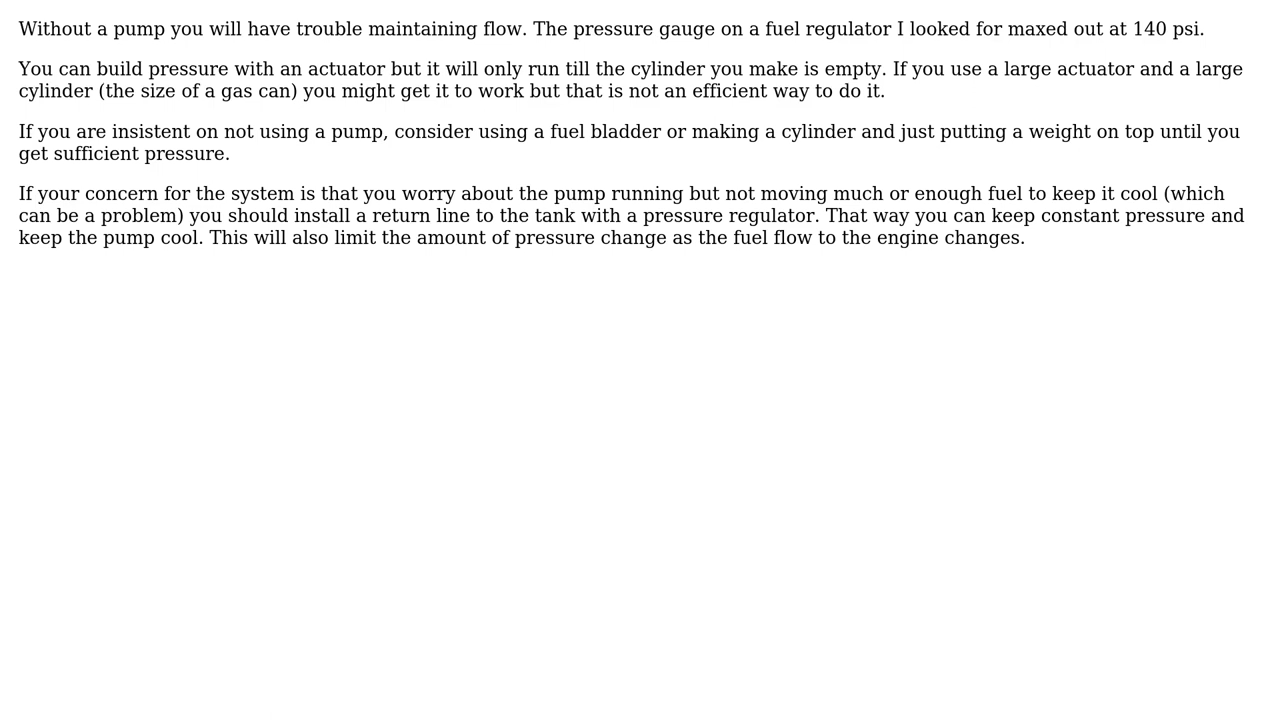 Without a pump you will have trouble maintaining flow. The pressure gauge on a fuel regulator I looked for maxed out at 140 psi.
You can build pressure with an actuator but it will only run till the cylinder you make is empty. If you use a large actuator and a large
cylinder (the size of a gas can) you might get it to work but that is not an efficient way to do it.
If you are insistent on not using a pump, consider using a fuel bladder or making a cylinder and just putting a weight on top until you
get sufficient pressure.
If your concern for the system is that you worry about the pump running but not moving much or enough fuel to keep it cool (which
can be a problem) you should install a return line to the tank with a pressure regulator. That way you can keep constant pressure and
keep the pump cool. This will also limit the amount of pressure change as the fuel flow to the engine changes.